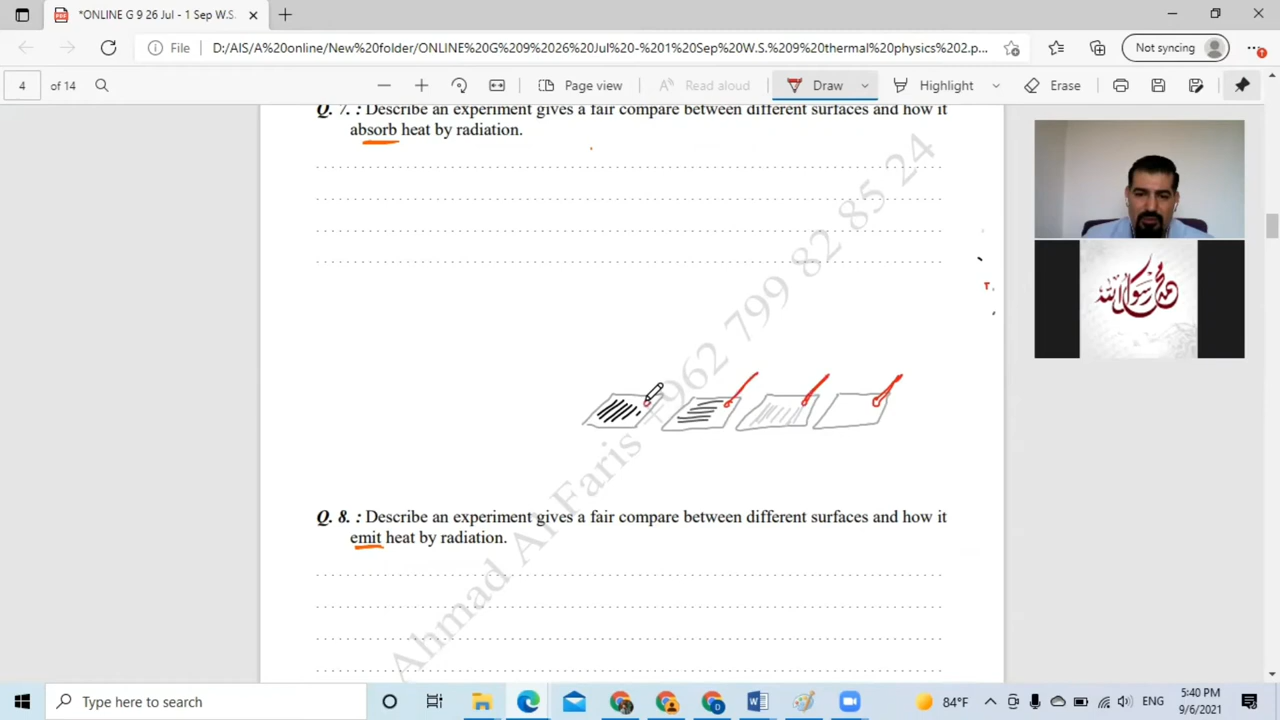 *ONLINE G 9 26 Jul - 1 Sep W.S.
File D:/AIS/A%20online/New%20folder/ONLINE%20G%209%2026%20Jul%20-%201%20Sep%20W.S.%209%20thermal%20physics%202.p...
Not syncing
4 of 14
Page view
Read aloud
Draw
Highlight
Erase
Q. 7. : Describe an experiment gives a fair compare between different surfaces and how it
absorb heat by radiation.
Q. 8. : Describe an experiment gives a fair compare between different surfaces and how it
emit heat by radiation.
Ahmad Al Faris +962 799 82 85 24
محمد رسول الله
Type here to search
84°F
ENG
5:40 PM
9/6/2021